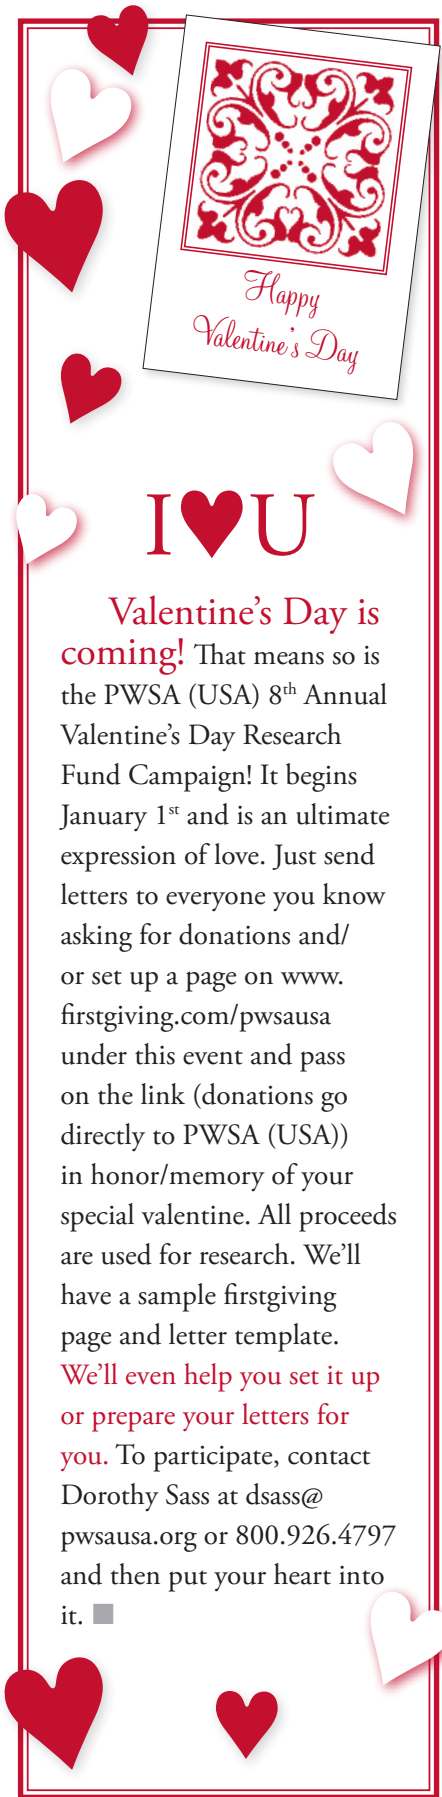 Happy
Valentine's Day
I♥U
Valentine's Day is
coming! That means so is
the PWSA (USA) 8th Annual
Valentine's Day Research
Fund Campaign! It begins
January 1st and is an ultimate
expression of love. Just send
letters to everyone you know
asking for donations and/
or set up a page on www.
firstgiving.com/pwsausa
under this event and pass
on the link (donations go
directly to PWSA (USA))
in honor/memory of your
special valentine. All proceeds
are used for research. We'll
have a sample firstgiving
page and letter template.
We'll even help you set it up
or prepare your letters for
you. To participate, contact
Dorothy Sass at dsass@
pwsausa.org or 800.926.4797
and then put your heart into
it. ■